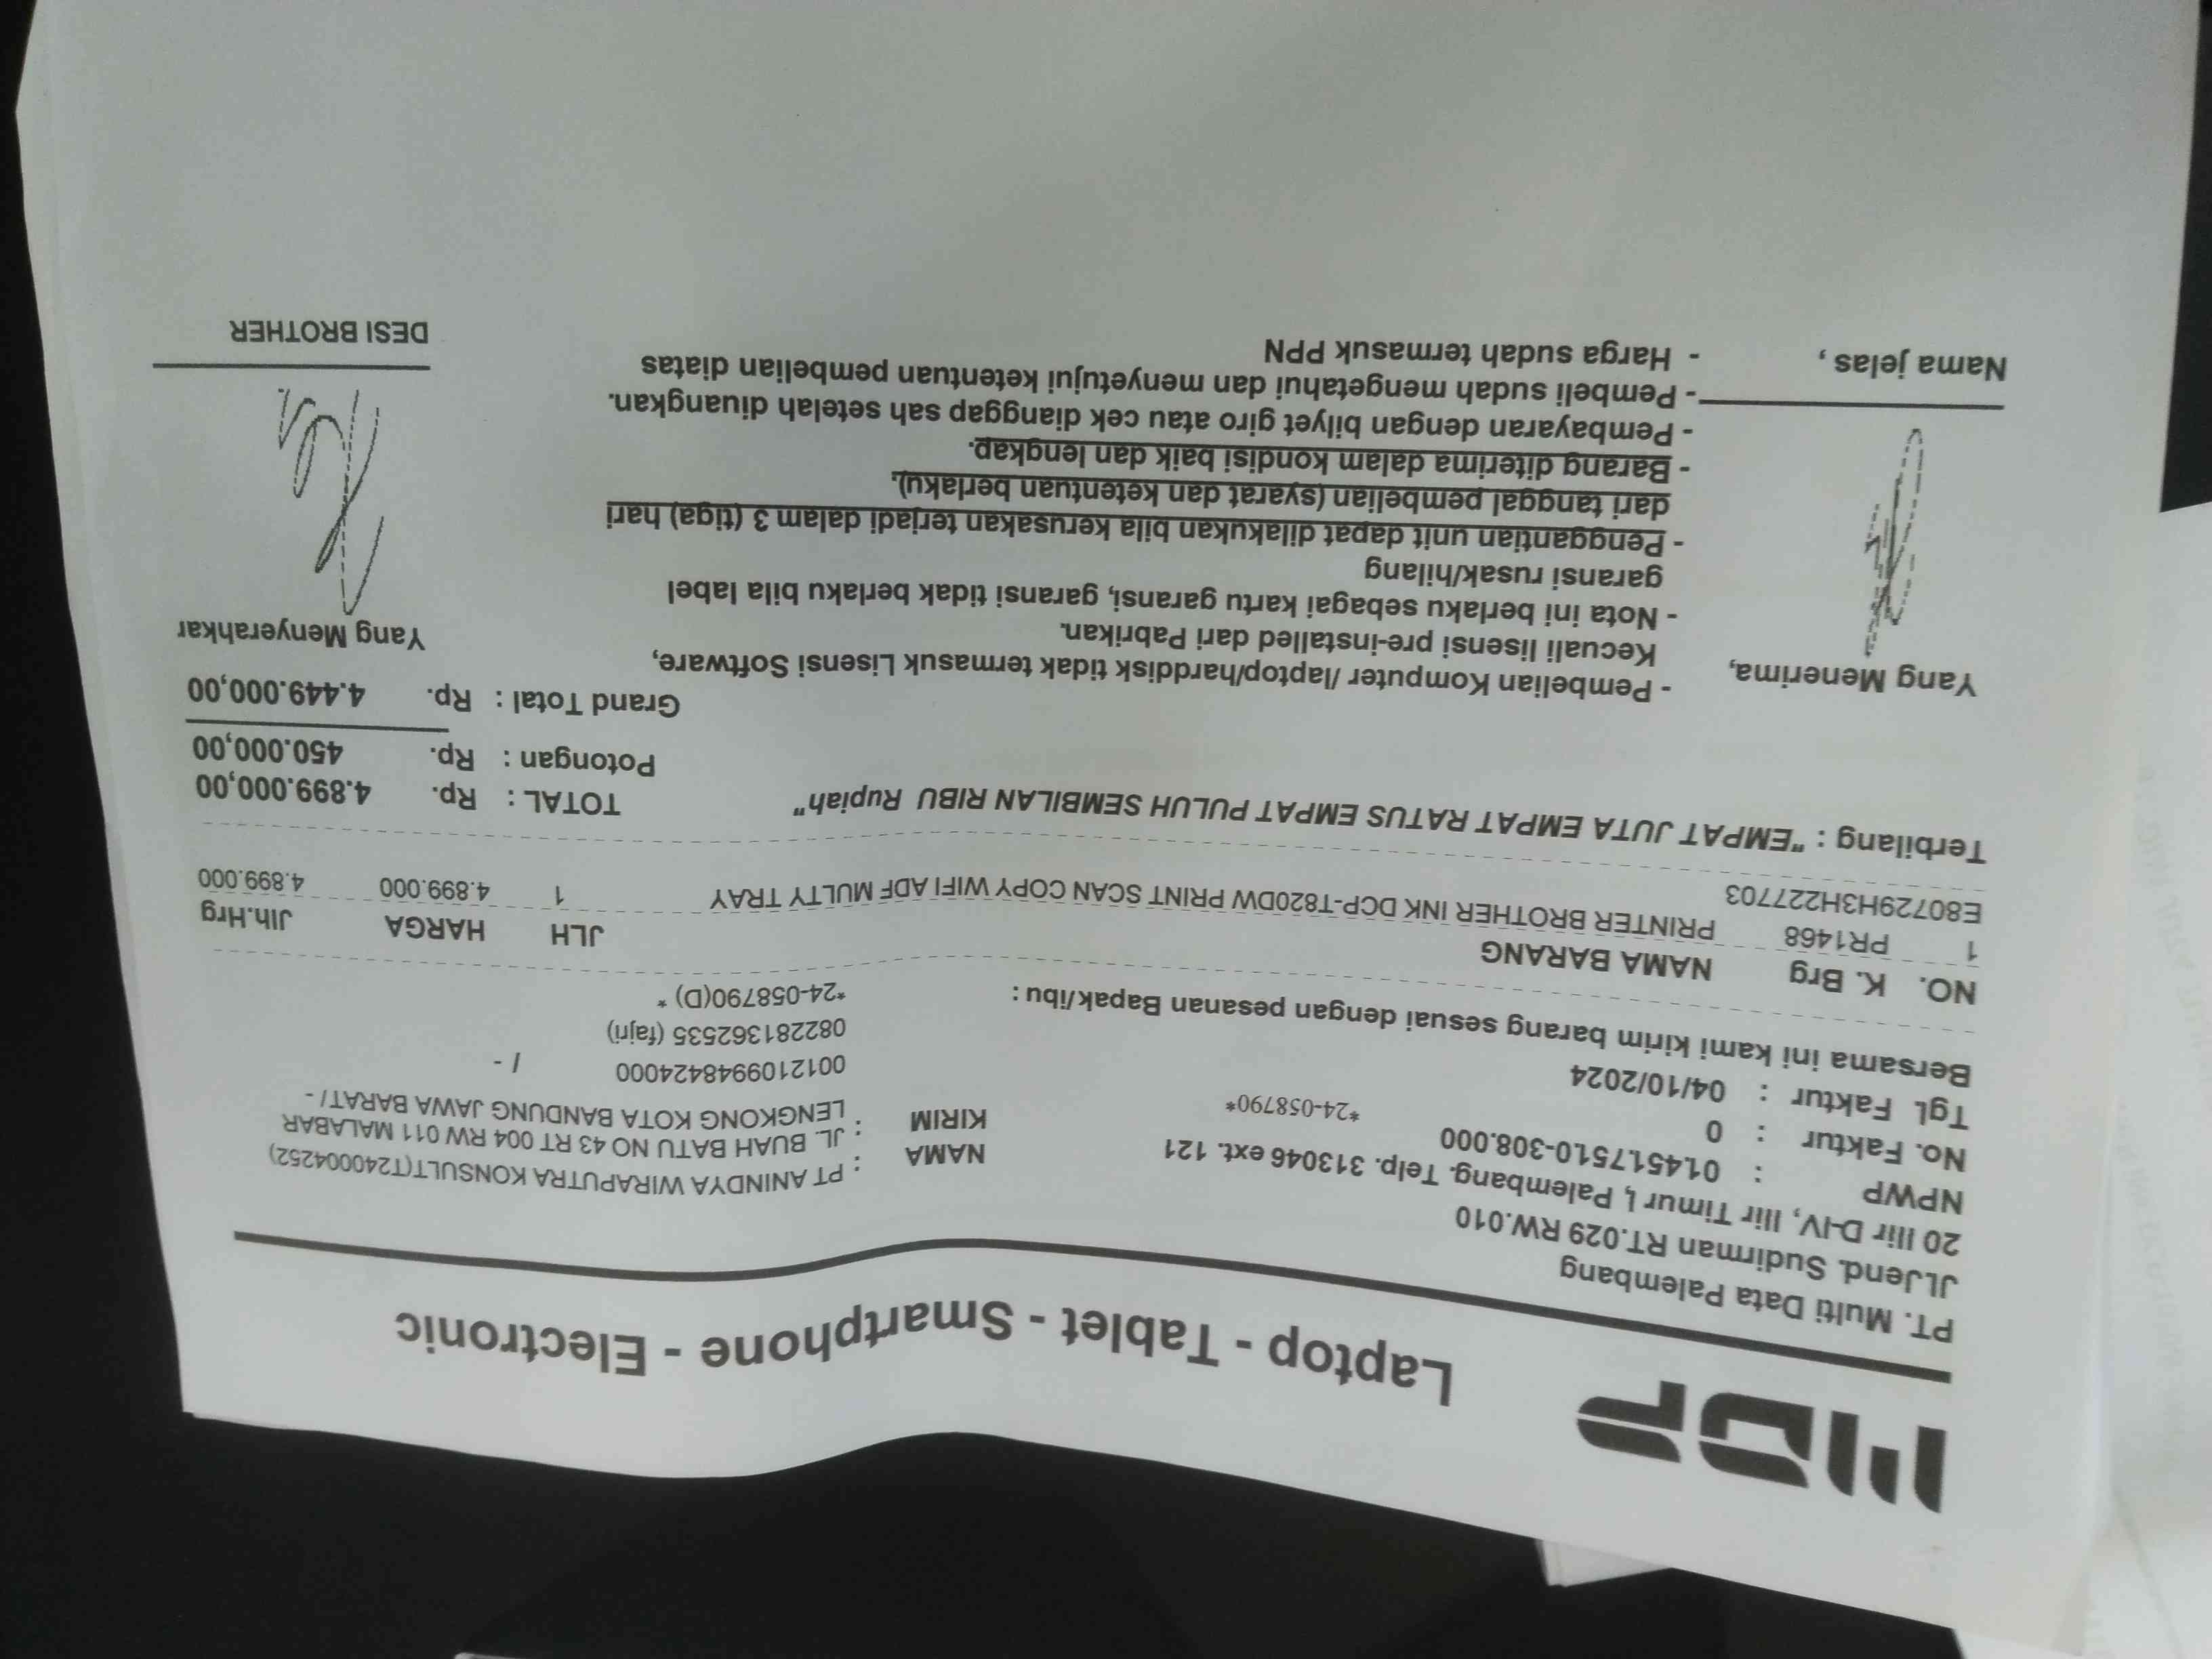 MDP
Laptop - Tablet - Smartphone - Electronic
PT. Multi Data Palembang
Jl.Jend. Sudirman RT.029 RW.010
20 Ilir D-IV, Ilir Timur I, Palembang. Telp. 313046 ext. 121
NPWP : 01.451.751.0-308.000
No. Faktur : 0 *24-058790*
Tgl. Faktur : 04/10/2024
NAMA : PT ANINDYA WIRAPUTRA KONSULT(T240004252)
KIRIM : JL. BUAH BATU NO 43 RT 004 RW 011 MALABAR
LENGKONG KOTA BANDUNG JAWA BARAT/ -
0012109948424000 / -
082281362535 (fajri)
*24-058790(D) *
Bersama ini kami kirim barang sesuai dengan pesanan Bapak/ibu :
NO. K. Brg NAMA BARANG JLH HARGA Jlh.Hrg
1 PR1468 PRINTER BROTHER INK DCP-T820DW PRINT SCAN COPY WIFI ADF MULTY TRAY 1 4.899.000 4.899.000
E80729H3H227703
Terbilang : "EMPAT JUTA EMPAT RATUS EMPAT PULUH SEMBILAN RIBU Rupiah"
TOTAL : Rp. 4.899.000,00
Potongan : Rp. 450.000,00
Grand Total : Rp. 4.449.000,00
Yang Menerima,
- Pembelian Komputer /laptop/harddisk tidak termasuk Lisensi Software,
Kecuali lisensi pre-installed dari Pabrikan.
- Nota ini berlaku sebagai kartu garansi, garansi tidak berlaku bila label
garansi rusak/hilang
- Penggantian unit dapat dilakukan bila kerusakan terjadi dalam 3 (tiga) hari
dari tanggal pembelian (syarat dan ketentuan berlaku).
- Barang diterima dalam kondisi baik dan lengkap.
- Pembayaran dengan bilyet giro atau cek dianggap sah setelah diuangkan.
- Pembeli sudah mengetahui dan menyetujui ketentuan pembelian diatas
- Harga sudah termasuk PPN
Nama jelas ,
Yang Menyerahkar
DESI BROTHER